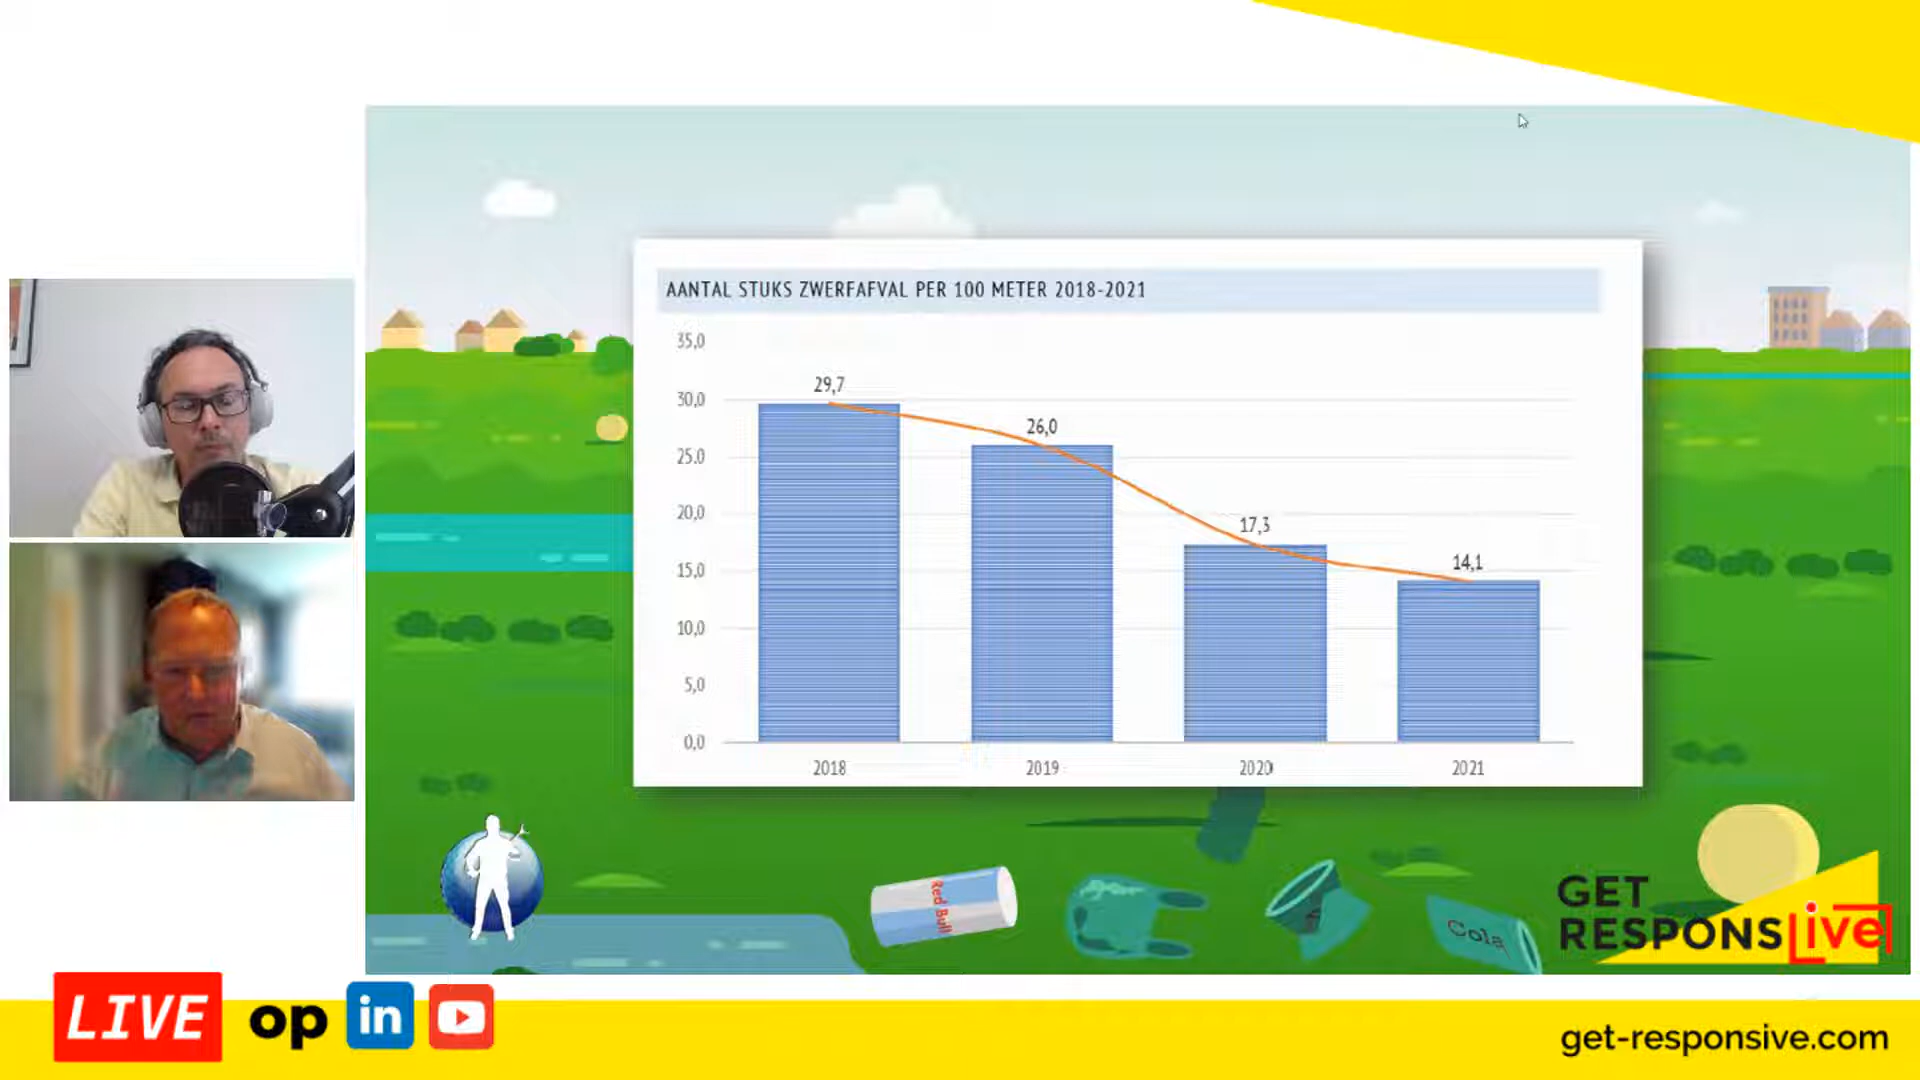 AANTAL STUKS ZWERFAFVAL PER 100 METER 2018-2021
35,0
30,0
25.0
20,0
15,0
10,0
5,0
0,0
29,7
26,0
17,3
14,1
2018
2019
2020
2021
Red Bull
Cola
GET
RESPONSLive
LIVE op in
get-responsive.com